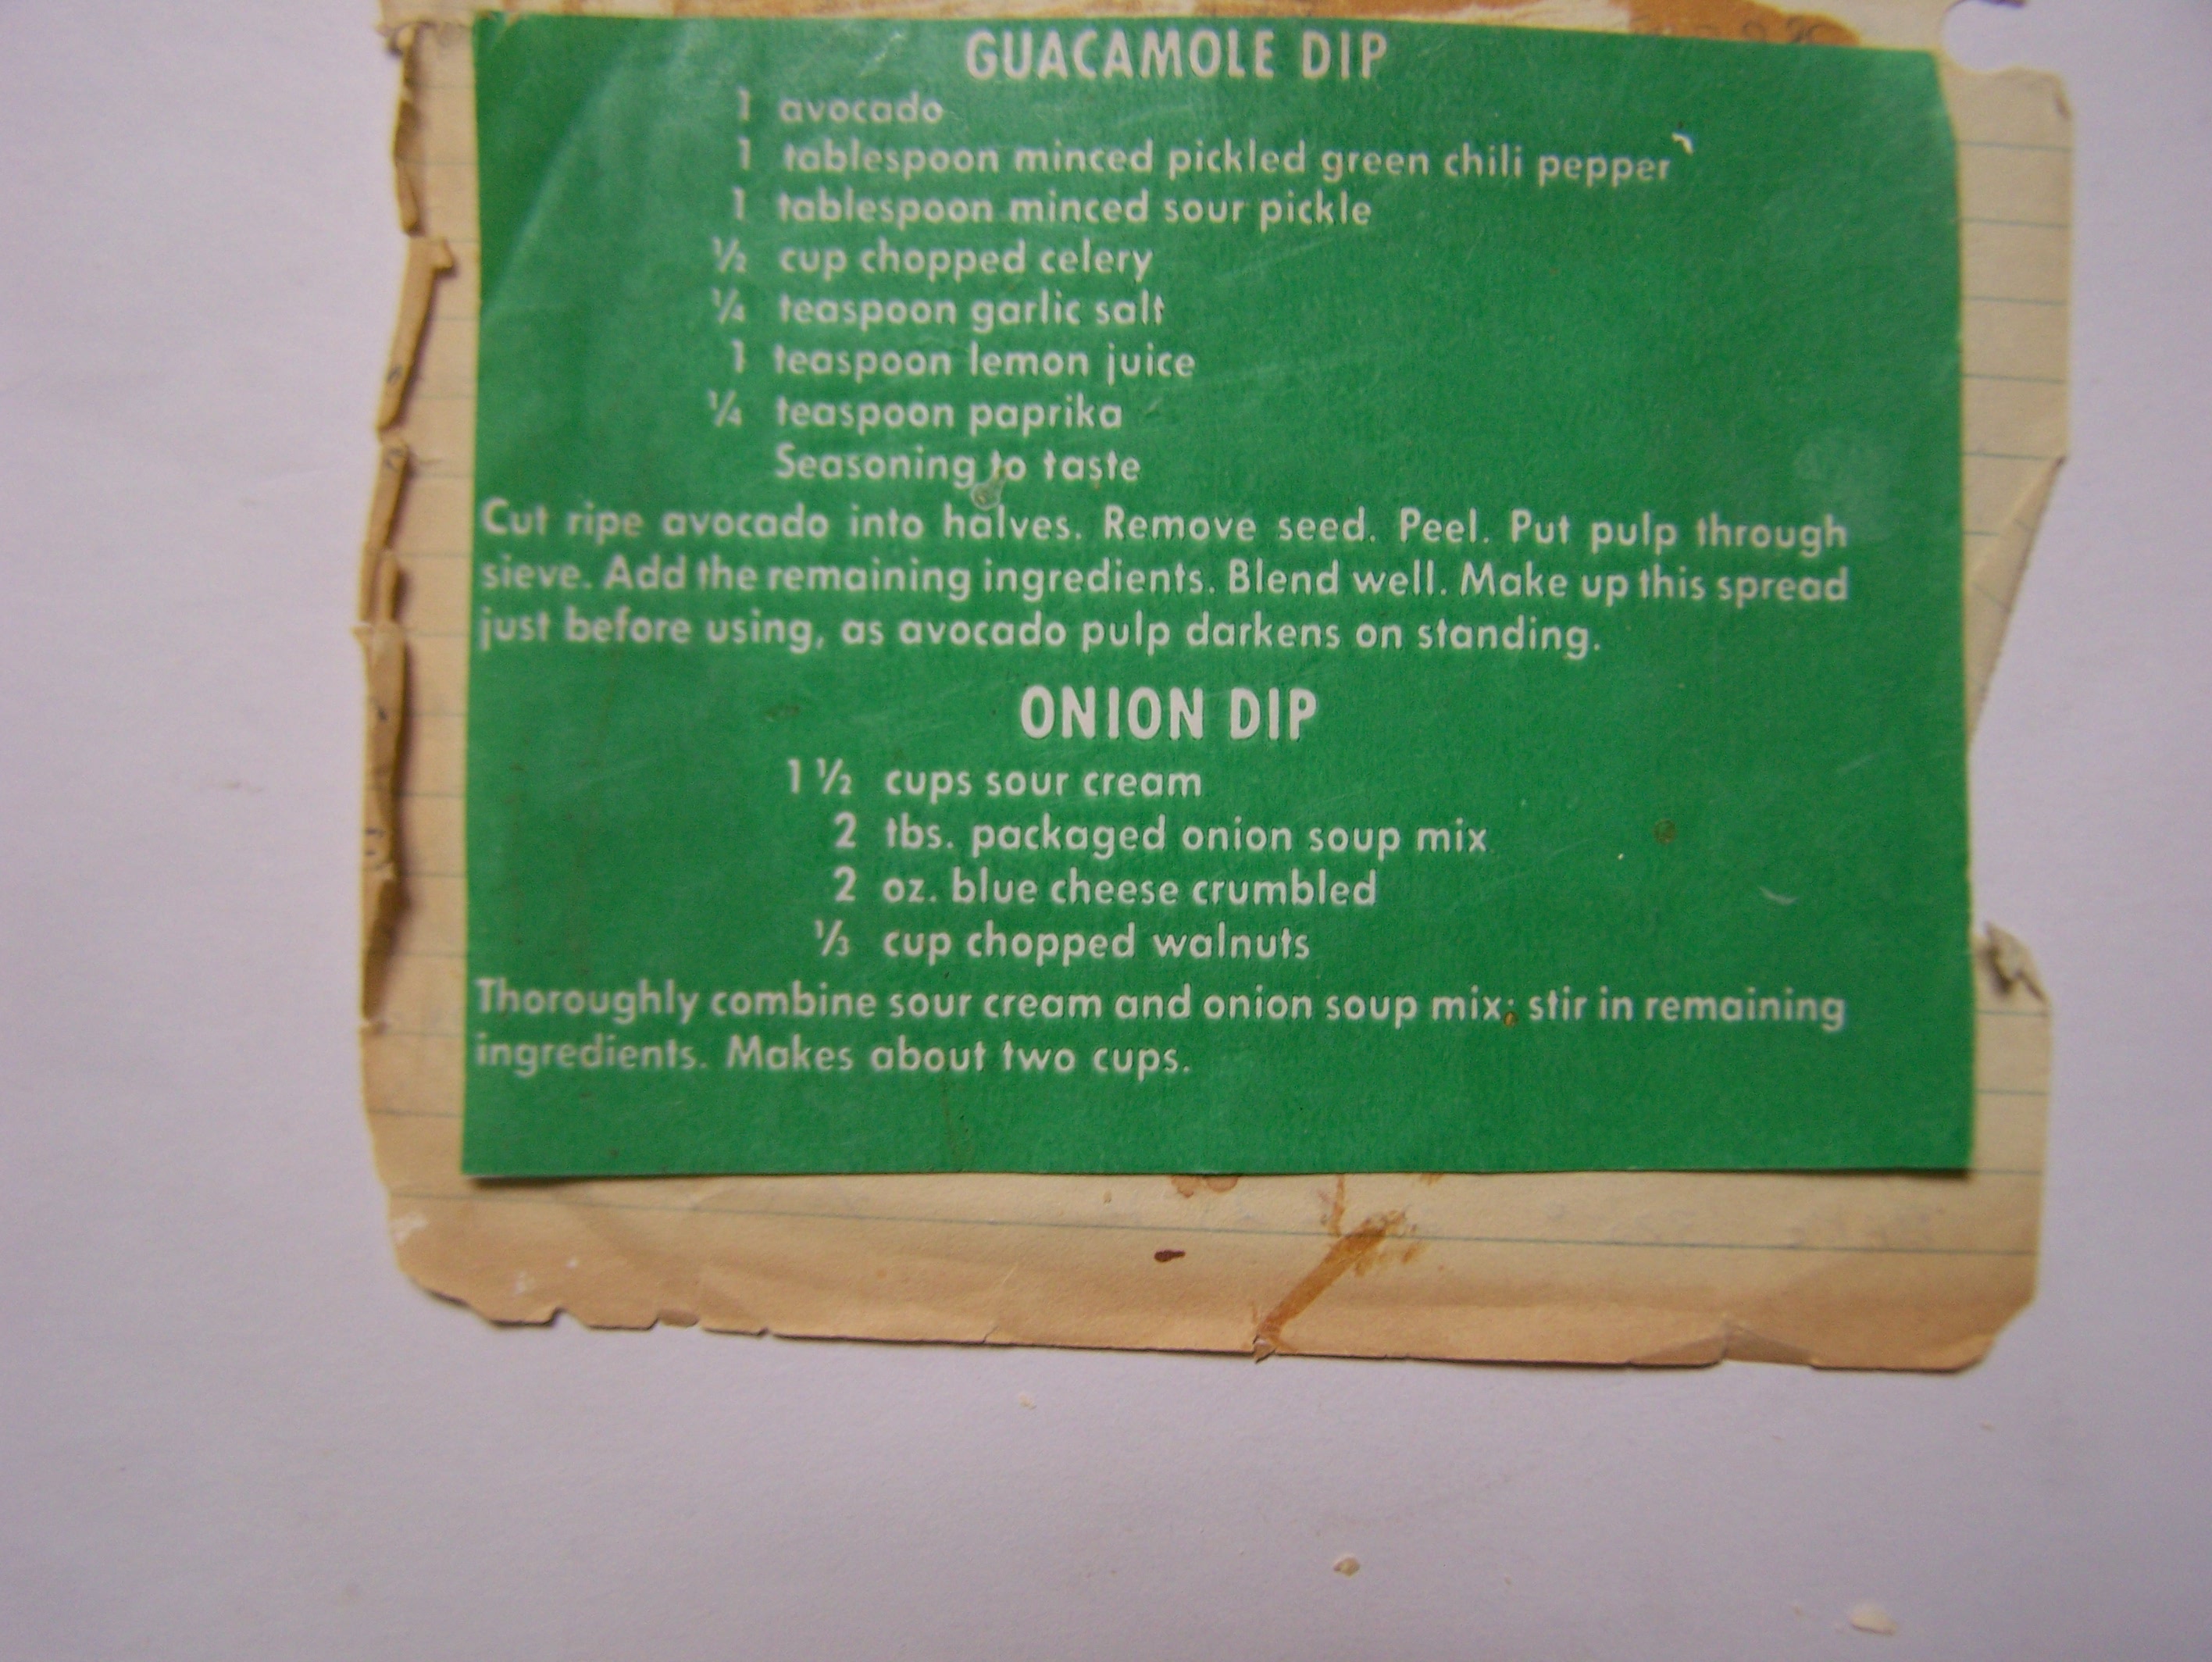 GUACAMOLE DIP
1 avocado
1 tablespoon minced pickled green chili pepper
1 tablespoon minced sour pickle
½ cup chopped celery
¼ teaspoon garlic salt
1 teaspoon lemon juice
¼ teaspoon paprika
Seasoning to taste
Cut ripe avocado into halves. Remove seed. Peel. Put pulp through
sieve. Add the remaining ingredients. Blend well. Make up this spread
just before using, as avocado pulp darkens on standing.
ONION DIP
1 ½ cups sour cream
2 tbs. packaged onion soup mix
2 oz. blue cheese crumbled
⅓ cup chopped walnuts
Thoroughly combine sour cream and onion soup mix; stir in remaining
ingredients. Makes about two cups.